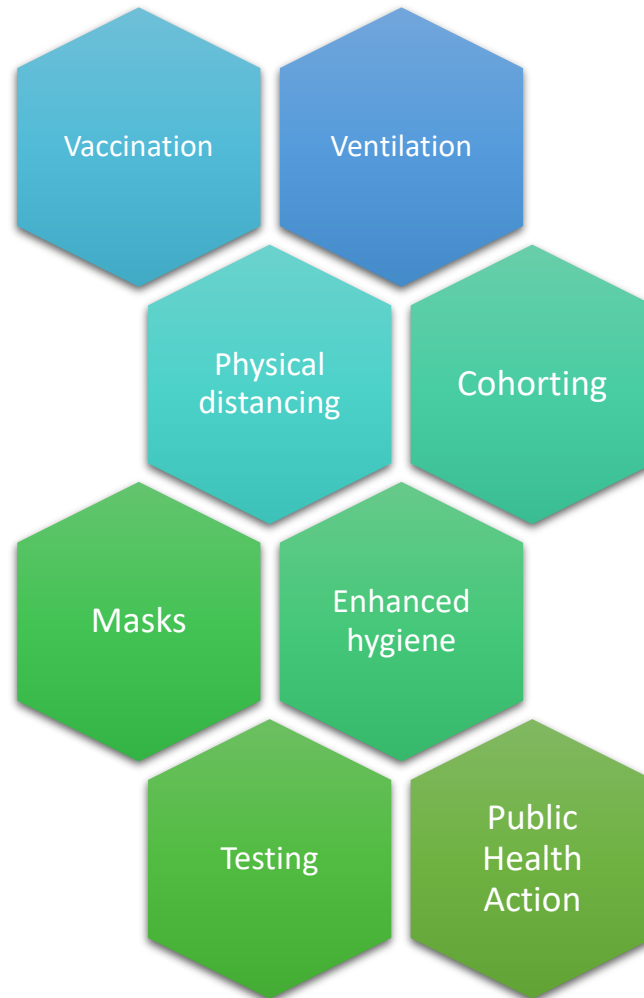 Vaccination
Ventilation
Physical
distancing
Cohorting
Masks
Enhanced
hygiene
Testing
Public
Health
Action